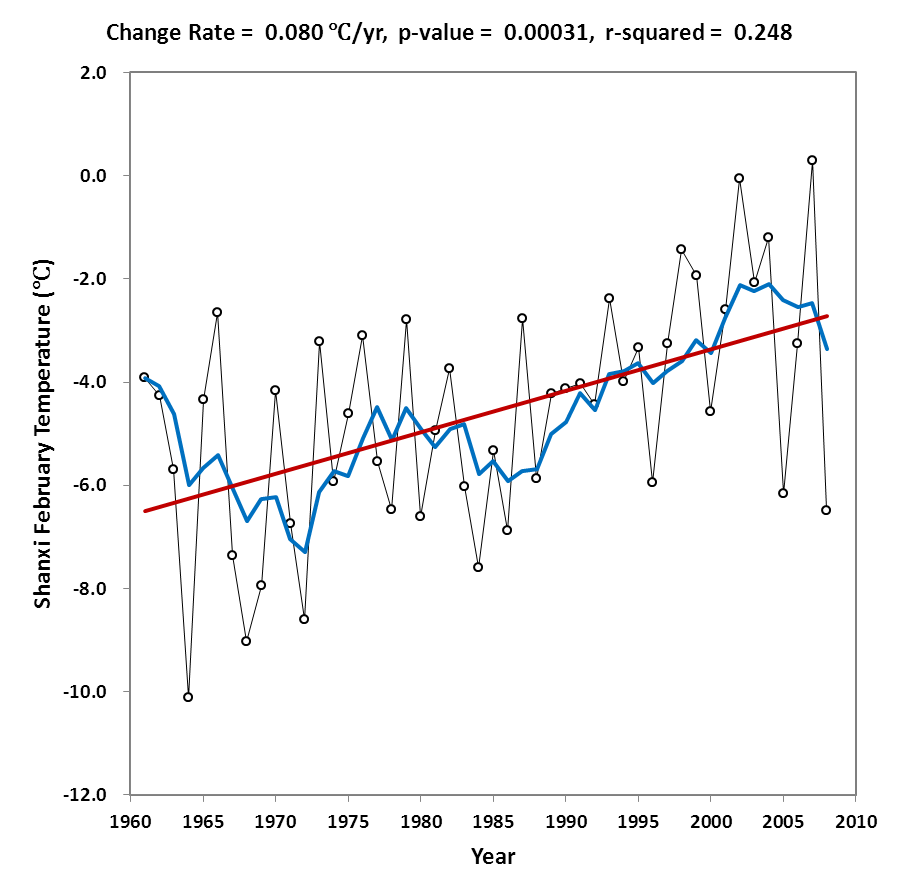 Change Rate = 0.080 ℃/yr, p-value = 0.00031, r-squared = 0.248
2.0
0.0
-2.0
-4.0
-6.0
-8.0
-10.0
-12.0
Shanxi February Temperature (℃)
1960 1965 1970 1975 1980 1985 1990 1995 2000 2005 2010
Year